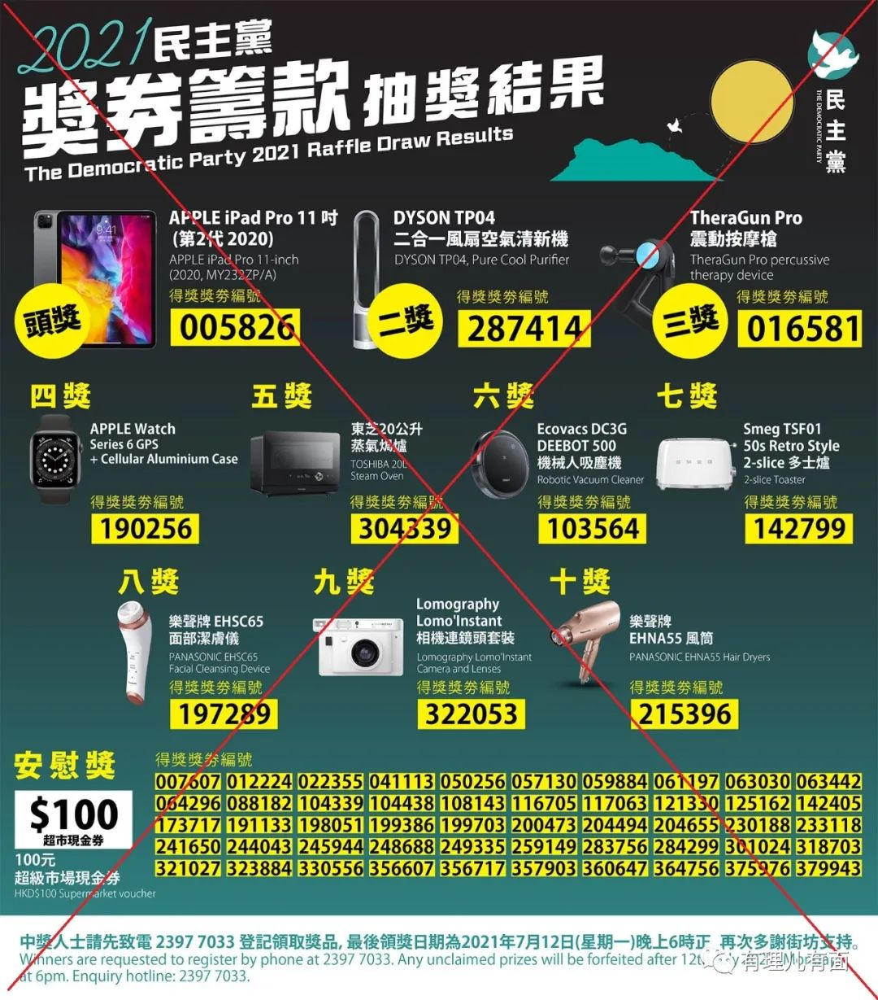 2021民主黨
獎券籌款抽獎結果
The Democratic Party 2021 Raffle Draw Results
民主黨
THE DEMOCRATIC PARTY
9:41
頭獎
APPLE iPad Pro 11 吋
(第2代 2020)
APPLE iPad Pro 11-inch
(2020, MY232ZP/A)
得獎獎券編號
005826
二獎
DYSON TP04
二合一風扇空氣清新機
DYSON TP04, Pure Cool Purifier
得獎獎券編號
287414
三獎
TheraGun Pro
震動按摩槍
TheraGun Pro percussive
therapy device
得獎獎券編號
016581
四獎
APPLE Watch
Series 6 GPS
+ Cellular Aluminium Case
得獎獎券編號
190256
五獎
東芝20公升
蒸氣焗爐
TOSHIBA 20L
Steam Oven
得獎獎券編號
304339
六獎
Ecovacs DC3G
DEEBOT 500
機械人吸塵機
Robotic Vacuum Cleaner
得獎獎券編號
103564
七獎
SMEG
Smeg TSF01
50s Retro Style
2-slice 多士爐
2-slice Toaster
得獎獎券編號
142799
八獎
樂聲牌 EHSC65
面部潔膚儀
PANASONIC EHSC65
Facial Cleansing Device
得獎獎券編號
197289
九獎
Lomography
Lomo'Instant
相機連鏡頭套裝
Lomography Lomo'Instant
Camera and Lenses
得獎獎券編號
322053
十獎
樂聲牌
EHNA55 風筒
PANASONIC EHNA55 Hair Dryers
得獎獎券編號
215396
安慰獎
$100
超市現金券
100元
超級市場現金券
HKD$100 Supermarket voucher
得獎獎券編號
007607 012224 022355 041113 050256 057130 059884 061197 063030 063442
064296 088182 104339 104438 108143 116705 117063 121330 125162 142405
173717 191133 198051 199386 199703 200473 204494 204655 230188 233118
241650 244043 245944 248688 249335 259149 283756 284299 301024 318703
321027 323884 330556 356607 356717 357903 360647 364756 375976 379943
中獎人士請先致電 2397 7033 登記領取獎品, 最後領獎日期為2021年7月12日(星期一)晚上6時正 再次多謝街坊支持。
Winners are requested to register by phone at 2397 7033. Any unclaimed prizes will be forfeited after 12th July 2021 Monday
at 6pm. Enquiry hotline: 2397 7033.
有理儿有面